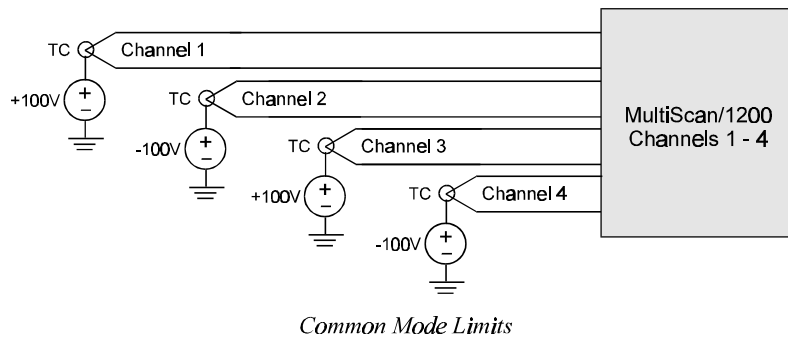 TC Channel 1
+100V
+
−
TC Channel 2
-100V
+
−
TC Channel 3
+100V
+
−
TC Channel 4
-100V
+
−
MultiScan/1200
Channels 1 - 4
Common Mode Limits